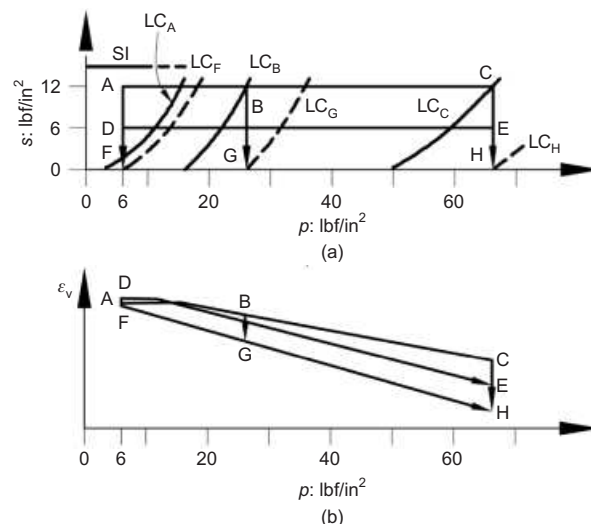 LC_A
SI
LC_F
LC_B
C
s: lbf/in²
12
A
B
LC_G
LC_C
6
D
E
F
G
H
LC_H
0
0
6
20
40
60
p: lbf/in²
(a)
ε_v
D
A
F
B
G
C
E
H
0
6
20
40
60
p: lbf/in²
(b)